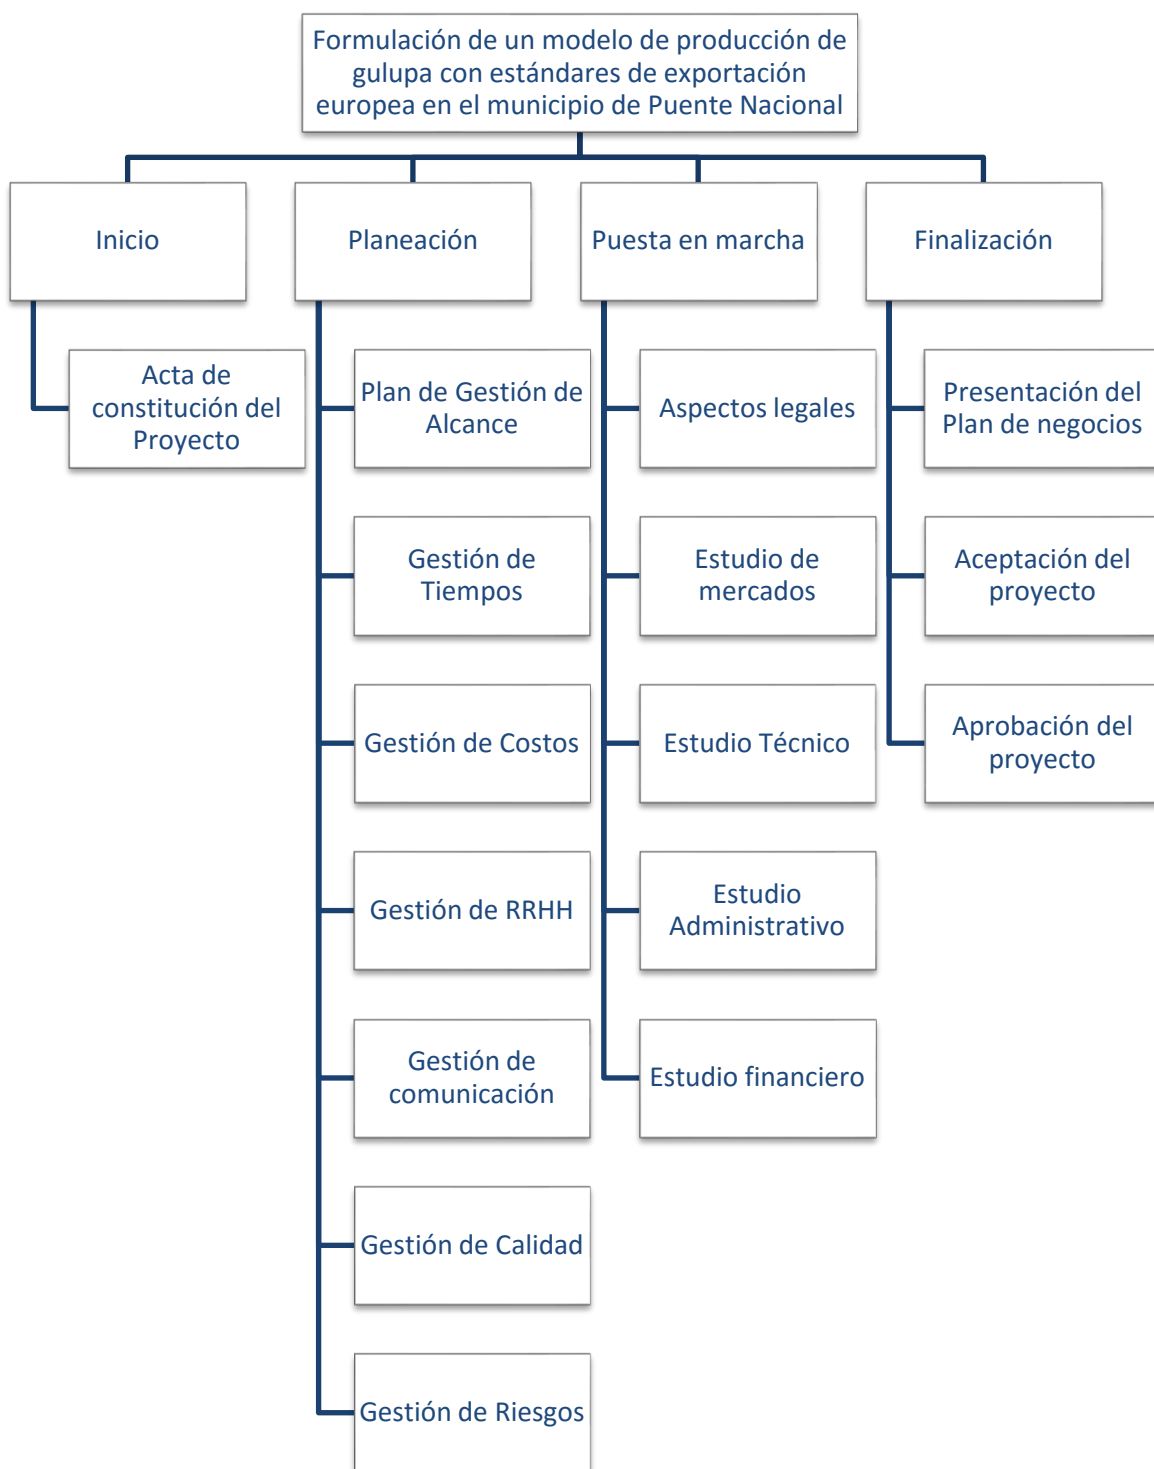 Formulación de un modelo de producción de
gulupa con estándares de exportación
europea en el municipio de Puente Nacional
Inicio
Planeación
Puesta en marcha
Finalización
Acta de
constitución del
Proyecto
Plan de Gestión de
Alcance
Gestión de
Tiempos
Gestión de Costos
Gestión de RRHH
Gestión de
comunicación
Gestión de Calidad
Gestión de Riesgos
Aspectos legales
Estudio de
mercados
Estudio Técnico
Estudio
Administrativo
Estudio financiero
Presentación del
Plan de negocios
Aceptación del
proyecto
Aprobación del
proyecto